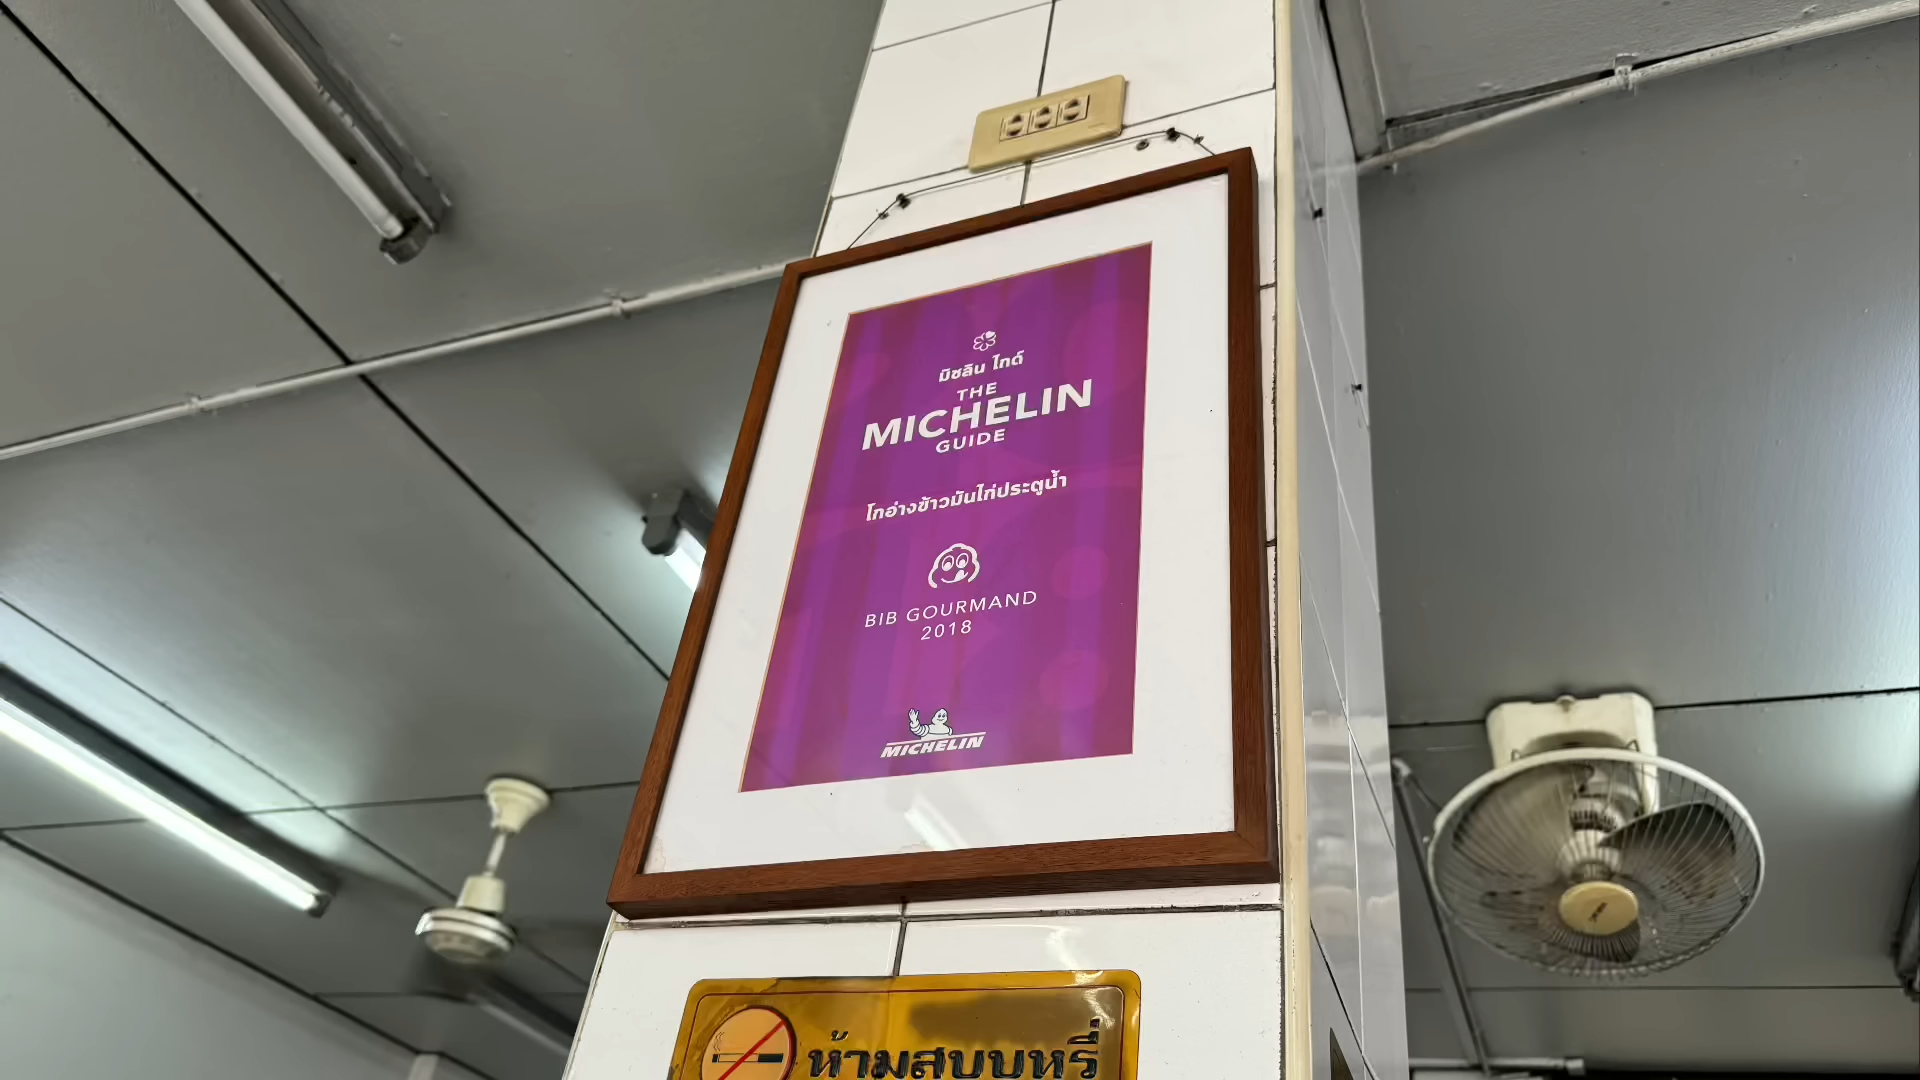 มิชลิน ไกด์
THE
MICHELIN
GUIDE
โกอ่างข้าวมันไก่ประตูน้ำ
BIB GOURMAND
2018
MICHELIN
ห้ามสูบบุหรี่